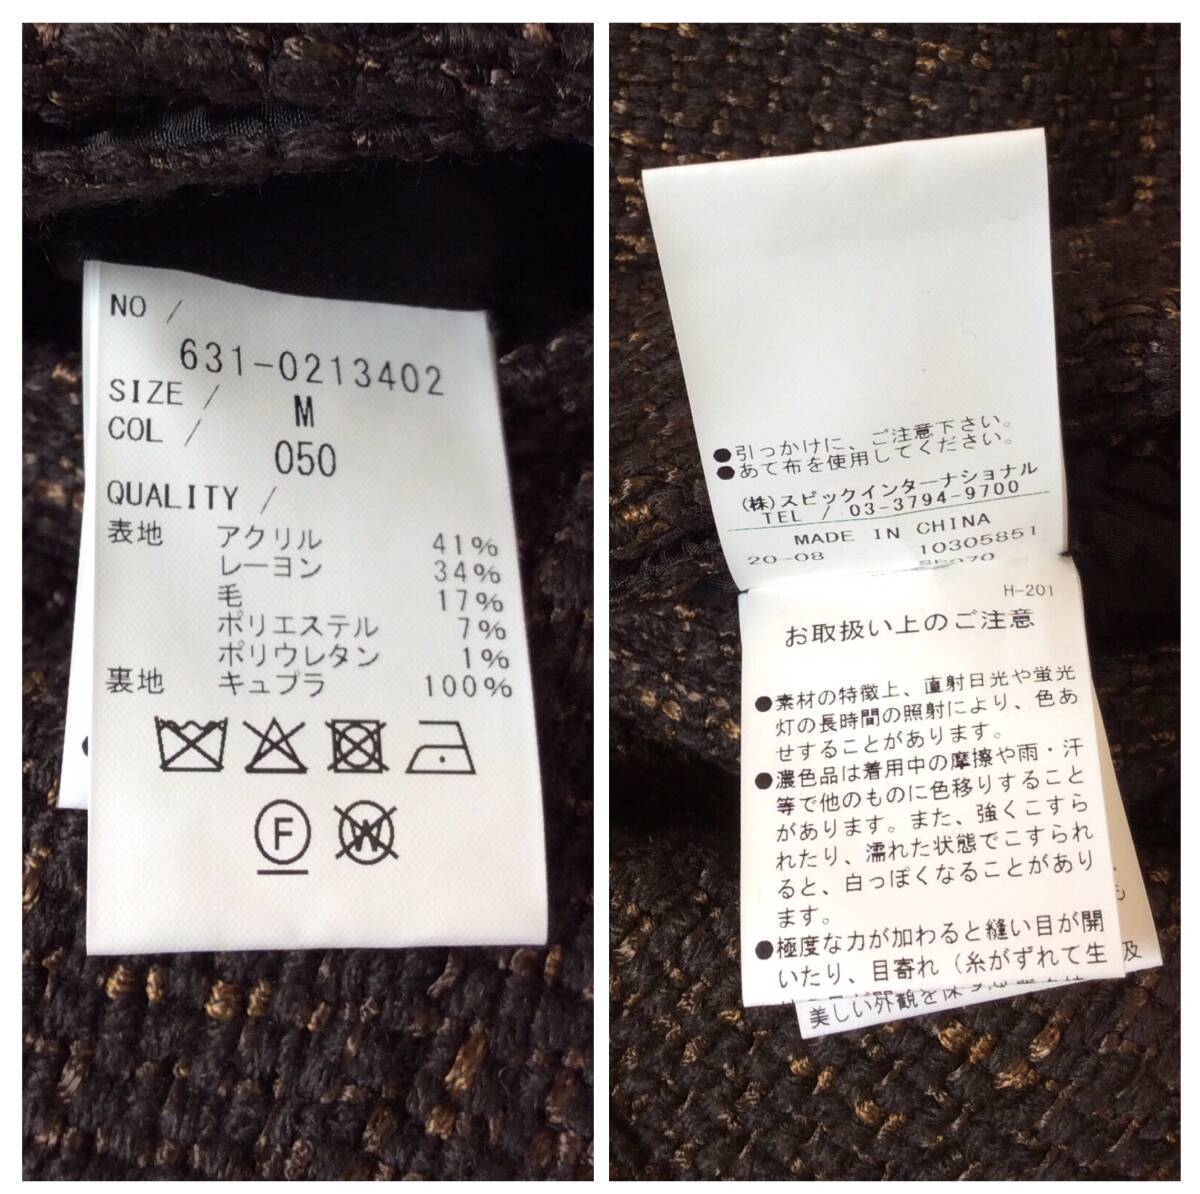 NO /
631-0213402
SIZE / M
COL / 050
QUALITY /
表地 アクリル 41%
レーヨン 34%
毛 17%
ポリエステル 7%
ポリウレタン 1%
裏地 キュプラ 100%
F
W
●引っかけに、ご注意下さい。
●あて布を使用してください。
(株)スピックインターナショナル
TEL / 03-3794-9700
MADE IN CHINA
20-08 10305851
H-201
お取扱い上のご注意
●素材の特徴上、直射日光や蛍光
灯の長時間の照射により、色あ
せすることがあります。
●濃色品は着用中の摩擦や雨・汗
等で他のものに色移りすること
があります。また、強くこすら
れたり、濡れた状態でこすられ
ると、白っぽくなることがあり
ます。
●極度な力が加わると縫い目が開
いたり、目寄れ(糸がずれて生
及
美しい外観を保